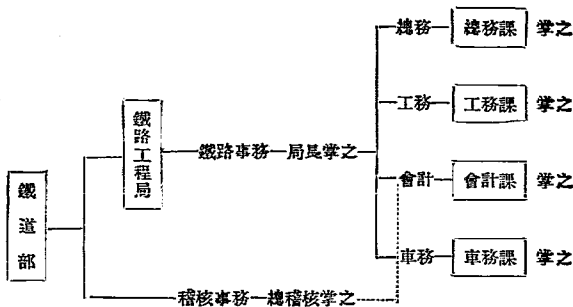 鐵道部
鐵路工程局
鐵路事務
局長掌之
總務
總務課
掌之
工務
工務課
掌之
會計
會計課
掌之
車務
車務課
掌之
稽核事務
總稽核掌之